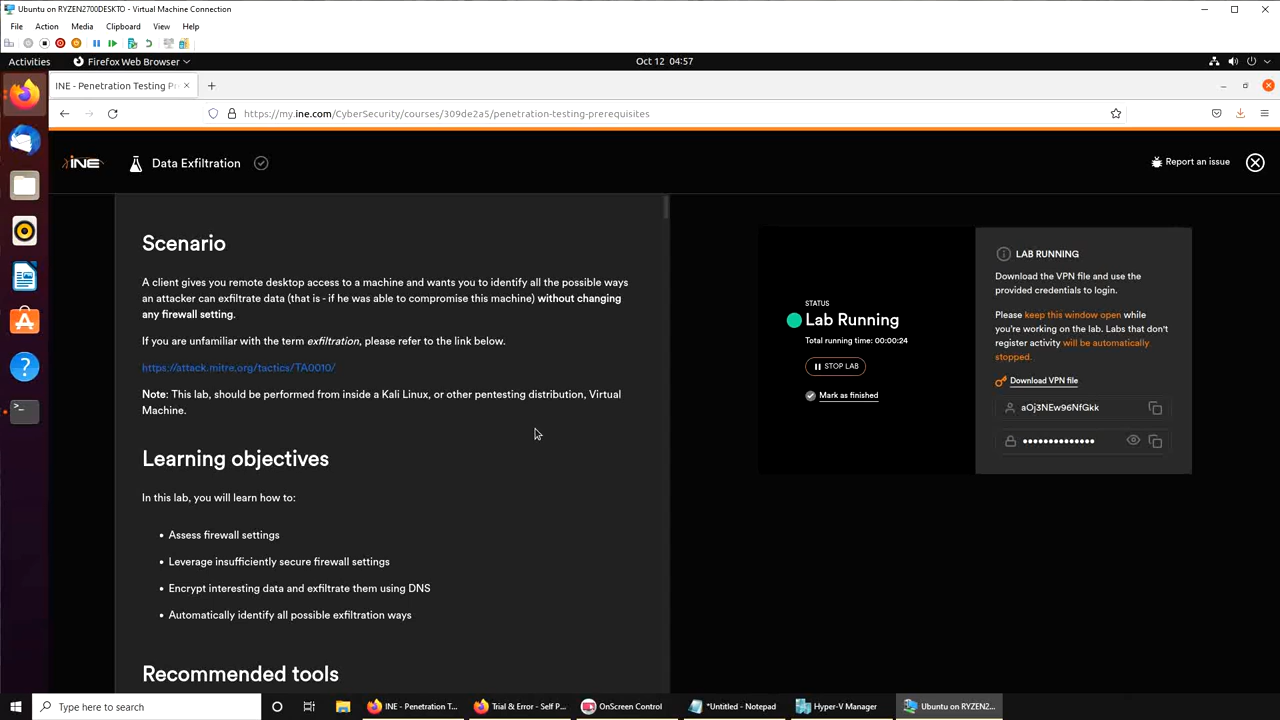 Ubuntu on RYZEN2700DESKTO - Virtual Machine Connection
File Action Media Clipboard View Help
Activities Firefox Web Browser Oct 12 04:57
INE - Penetration Testing Pr
https://my.ine.com/CyberSecurity/courses/309de2a5/penetration-testing-prerequisites
INE Data Exfiltration Report an issue
Scenario
A client gives you remote desktop access to a machine and wants you to identify all the possible ways
an attacker can exfiltrate data (that is - if he was able to compromise this machine) without changing
any firewall setting.
If you are unfamiliar with the term exfiltration, please refer to the link below.
https://attack.mitre.org/tactics/TA0010/
Note: This lab, should be performed from inside a Kali Linux, or other pentesting distribution, Virtual
Machine.
Learning objectives
In this lab, you will learn how to:
• Assess firewall settings
• Leverage insufficiently secure firewall settings
• Encrypt interesting data and exfiltrate them using DNS
• Automatically identify all possible exfiltration ways
Recommended tools
STATUS
Lab Running
Total running time: 00:00:24
STOP LAB
Mark as finished
LAB RUNNING
Download the VPN file and use the
provided credentials to login.
Please keep this window open while
you're working on the lab. Labs that don't
register activity will be automatically
stopped.
Download VPN file
aOj3NEw96NfGkk
••••••••••••••
Type here to search
INE - Penetration T...
Trial & Error - Self P...
OnScreen Control
*Untitled - Notepad
Hyper-V Manager
Ubuntu on RYZEN2...